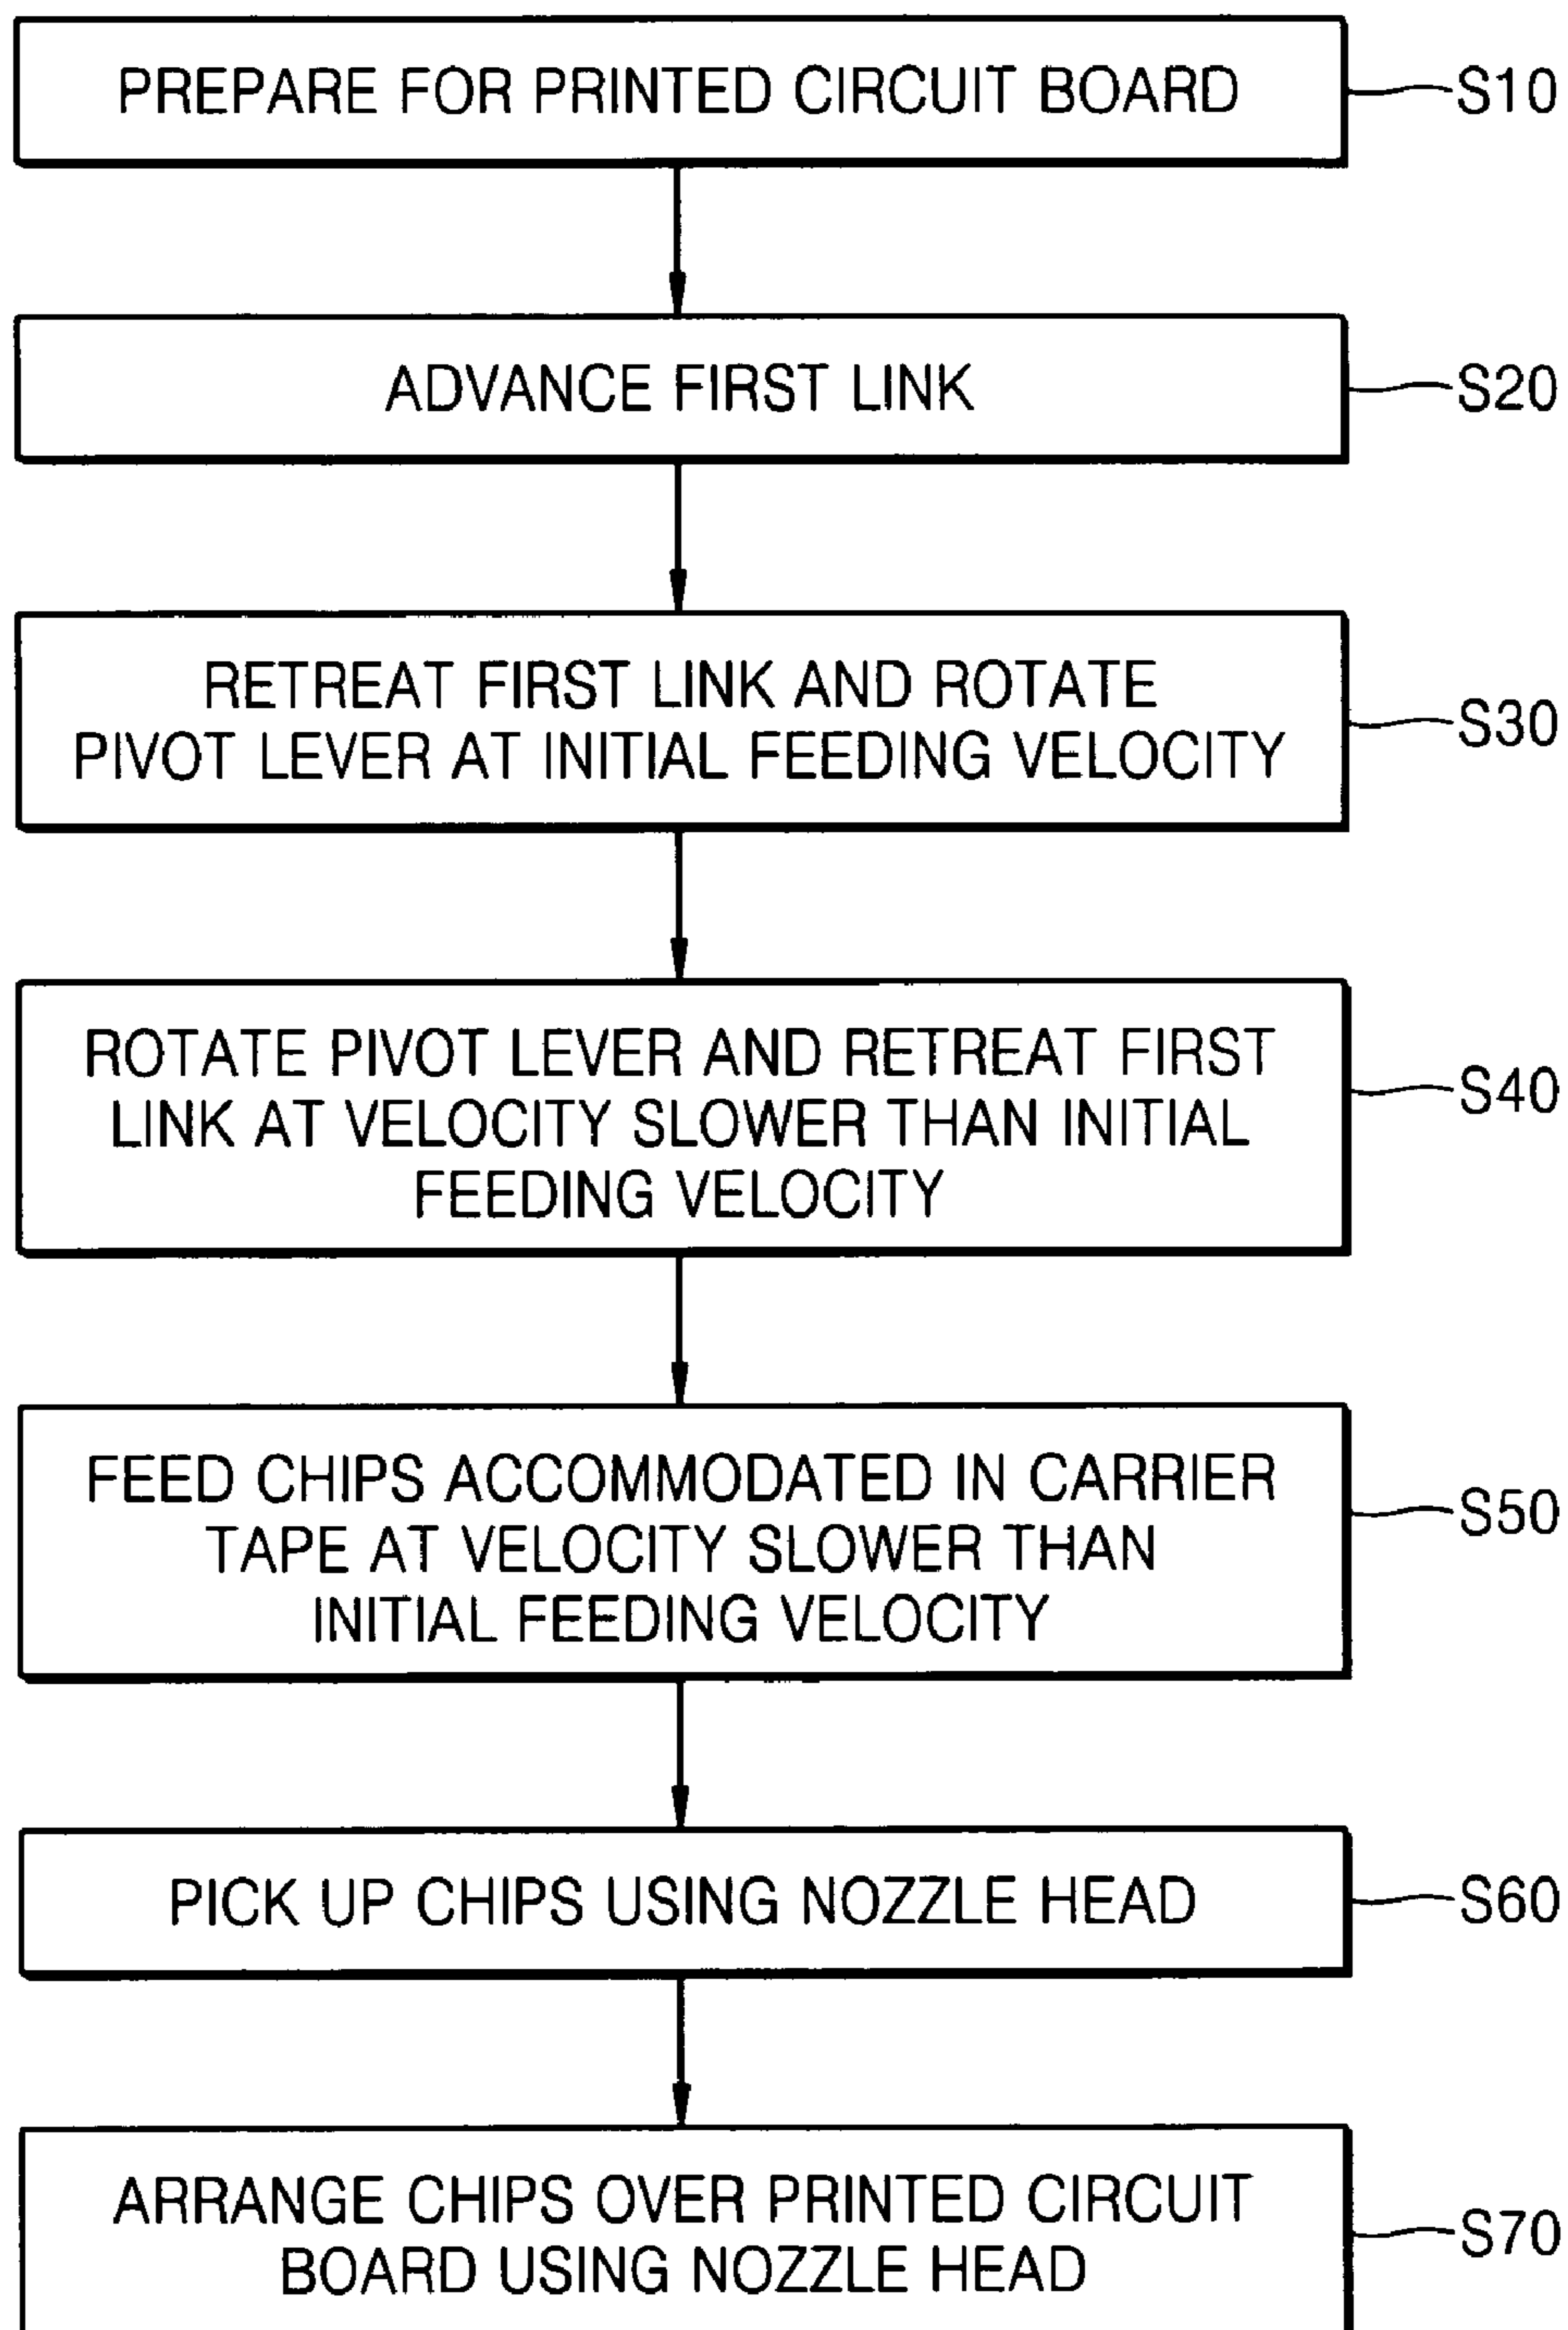 PREPARE FOR PRINTED CIRCUIT BOARD
S10
ADVANCE FIRST LINK
S20
RETREAT FIRST LINK AND ROTATE
PIVOT LEVER AT INITIAL FEEDING VELOCITY
S30
ROTATE PIVOT LEVER AND RETREAT FIRST
LINK AT VELOCITY SLOWER THAN INITIAL
FEEDING VELOCITY
S40
FEED CHIPS ACCOMMODATED IN CARRIER
TAPE AT VELOCITY SLOWER THAN
INITIAL FEEDING VELOCITY
S50
PICK UP CHIPS USING NOZZLE HEAD
S60
ARRANGE CHIPS OVER PRINTED CIRCUIT
BOARD USING NOZZLE HEAD
S70